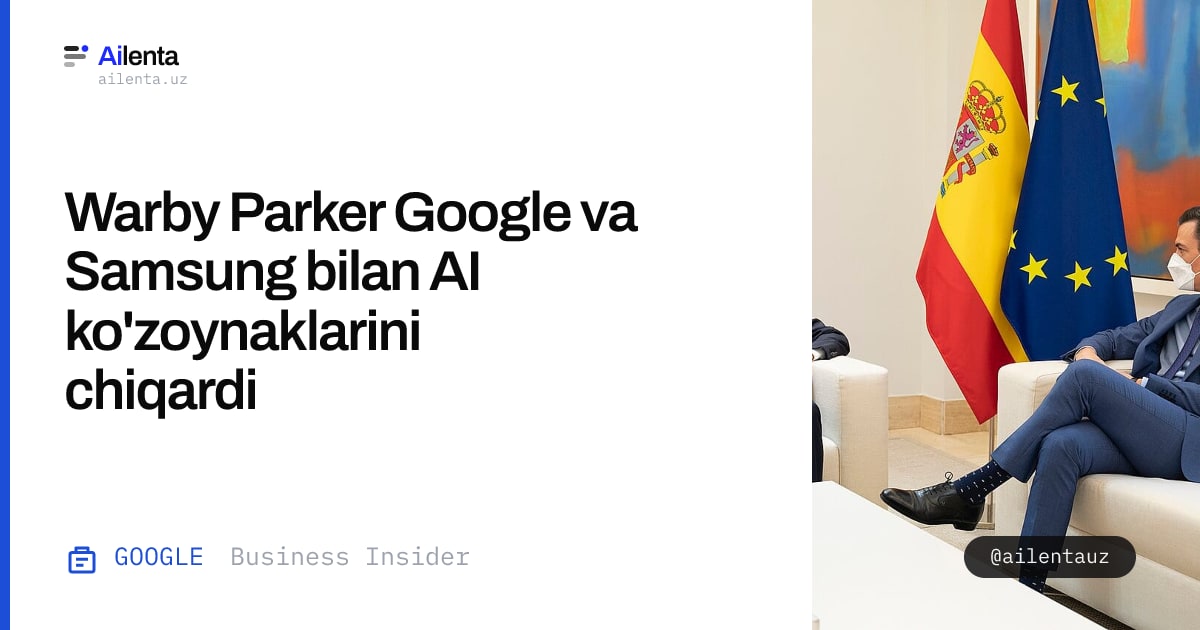 Ailenta
ailenta.uz
Warby Parker Google va
Samsung bilan AI
ko'zoynaklarini
chiqardi
GOOGLE Business Insider
@ailentauz